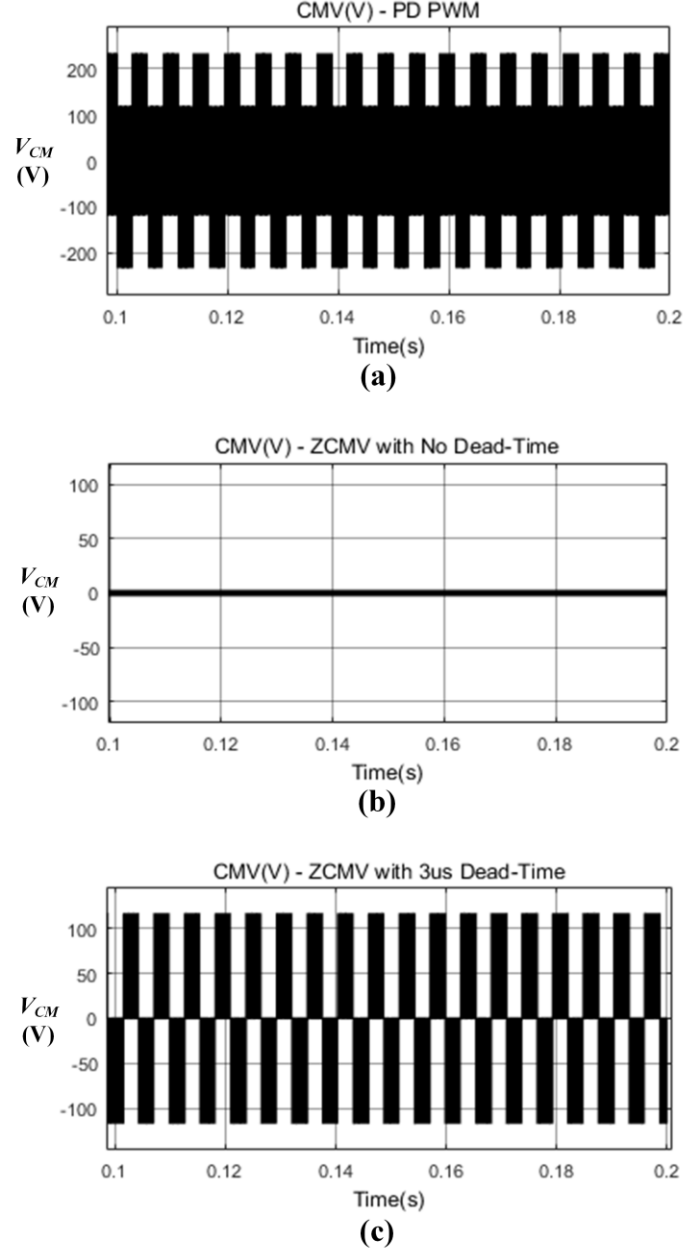 CMV(V) - PD PWM
200
100
0
-100
-200
V_CM
(V)
0.1 0.12 0.14 0.16 0.18 0.2
Time(s)
(a)
CMV(V) - ZCMV with No Dead-Time
100
50
0
-50
-100
V_CM
(V)
0.1 0.12 0.14 0.16 0.18 0.2
Time(s)
(b)
CMV(V) - ZCMV with 3us Dead-Time
100
50
0
-50
-100
V_CM
(V)
0.1 0.12 0.14 0.16 0.18 0.2
Time(s)
(c)